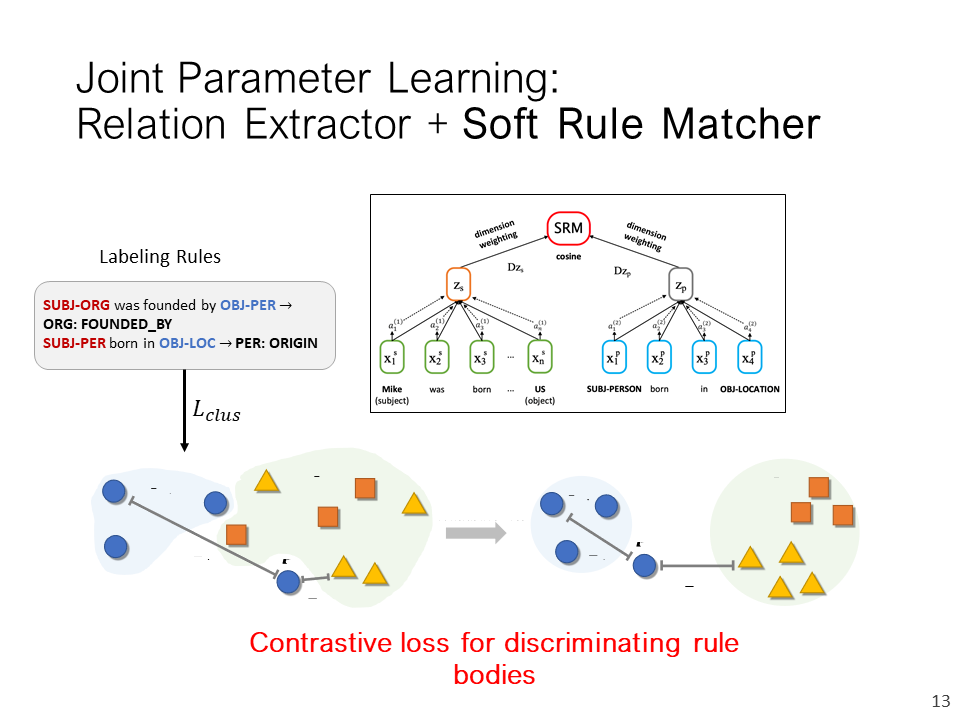 Joint Parameter Learning:
Relation Extractor + Soft Rule Matcher
Labeling Rules
SUBJ-ORG was founded by OBJ-PER →
ORG: FOUNDED_BY
SUBJ-PER born in OBJ-LOC → PER: ORIGIN
L_clus
SRM
cosine
dimension weighting
dimension weighting
Dz_s
Dz_p
z_s
z_p
a_1^(1) a_2^(1) a_3^(1) a_n^(1)
a_1^(2) a_2^(2) a_3^(2) a_4^(2)
x_1^s x_2^s x_3^s ... x_n^s
x_1^p x_2^p x_3^p x_4^p
Mike was born ... US
(subject) (object)
SUBJ-PERSON born in OBJ-LOCATION
Contrastive loss for discriminating rule
bodies
13